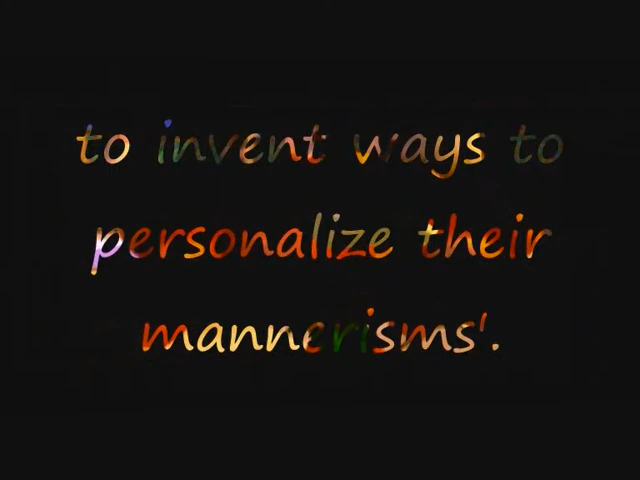 to invent ways to
personalize their
mannerisms'.